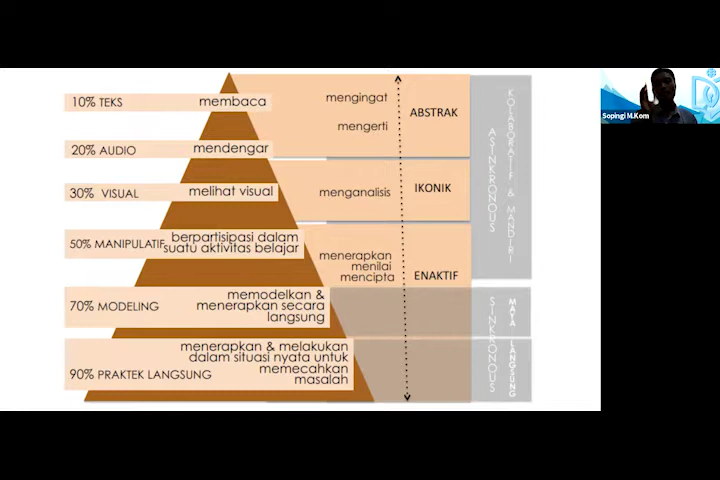 10% TEKS
membaca
mengingat
mengerti
ABSTRAK
20% AUDIO
mendengar
30% VISUAL
melihat visual
menganalisis
IKONIK
50% MANIPULATIF
berpartisipasi dalam
suatu aktivitas belajar
menerapkan
menilai
mencipta
ENAKTIF
70% MODELING
memodelkan &
menerapkan secara
langsung
90% PRAKTEK LANGSUNG
menerapkan & melakukan
dalam situasi nyata untuk
memecahkan
masalah
ASINKRONOUS
KOLABORATIF & MANDIRI
SINKRONOUS
MAYA
LANGSUNG
Sopingi M.Kom